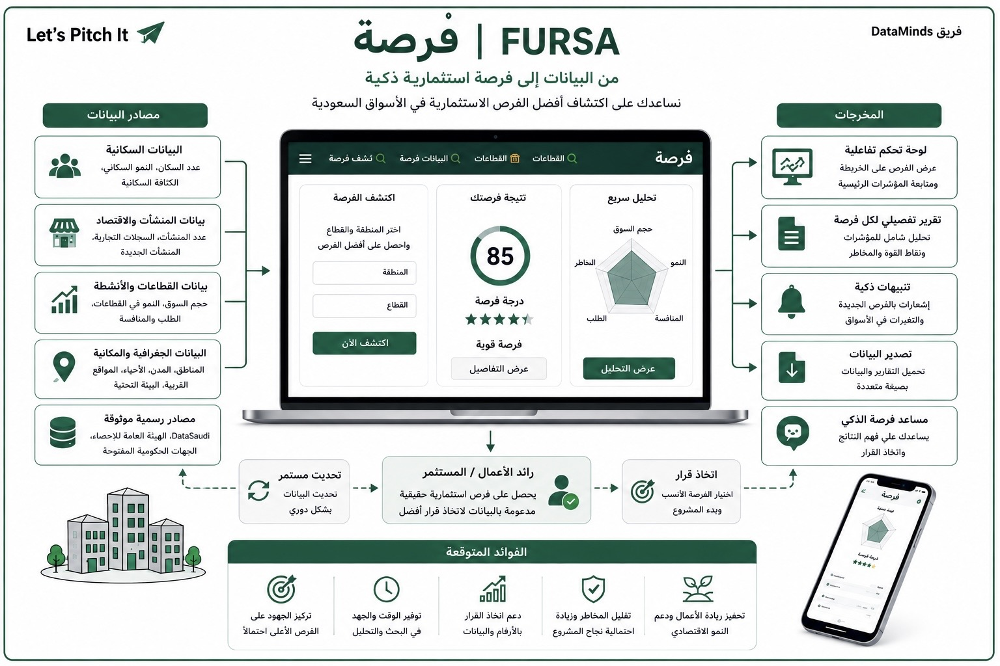 Let's Pitch It
فُرصة | FURSA
فريق DataMinds
من البيانات إلى فرصة استثمارية ذكية
نساعدك على اكتشاف أفضل الفرص الاستثمارية في الأسواق السعودية
المخرجات
لوحة تحكم تفاعلية
عرض الفرص على الخريطة
ومتابعة المؤشرات الرئيسية
تقرير تفصيلي لكل فرصة
تحليل شامل للمؤشرات
ونقاط القوة والمخاطر
تنبيهات ذكية
إشعارات بالفرص الجديدة
والتغيرات في الأسواق
تصدير البيانات
تحميل التقارير والبيانات
بصيغة متعددة
مساعد فرصة الذكي
يساعدك علي فهم النتائج
واتخاذ القرار
فرصة
القطاعات
القطاعات
البيانات فرصة
تشف فرصة
تحليل سريع
حجم السوق
النمو
المخاطر
المنافسة
الطلب
عرض التحليل
نتيجة فرصتك
85
درجة فرصة
فرصة قوية
عرض التفاصيل
اكتشف الفرصة
اختر المنطقة والقطاع
واحصل على أفضل الفرص
المنطقة
القطاع
اكتشف الآن
مصادر البيانات
البيانات السكانية
عدد السكان، النمو السكاني،
الكثافة السكانية
بيانات المنشآت والاقتصاد
عدد المنشآت، السجلات التجارية،
المنشآت الجديدة
بيانات القطاعات والأنشطة
حجم السوق، النمو في القطاعات،
الطلب والمنافسة
البيانات الجغرافية والمكانية
المناطق، المدن، الأحياء، المواقع
القريبة، البيئة التحتية
مصادر رسمية موثوقة
DataSaudi، الهيئة العامة للإحصاء،
الجهات الحكومية المفتوحة
اتخاذ قرار
اختيار الفرصة الأنسب
وبدء المشروع
رائد الأعمال / المستثمر
يحصل على فرص استثمارية حقيقية
مدعومة بالبيانات لاتخاذ قرار أفضل
تحديث مستمر
تحديث البيانات
بشكل دوري
الفوائد المتوقعة
تحفيز ريادة الأعمال ودعم
النمو الاقتصادي
تقليل المخاطر وزيادة
احتمالية نجاح المشروع
دعم اتخاذ القرار
بالأرقام والبيانات
توفير الوقت والجهد
في البحث والتحليل
تركيز الجهود على
الفرص الأعلى احتمالاً
فرصة